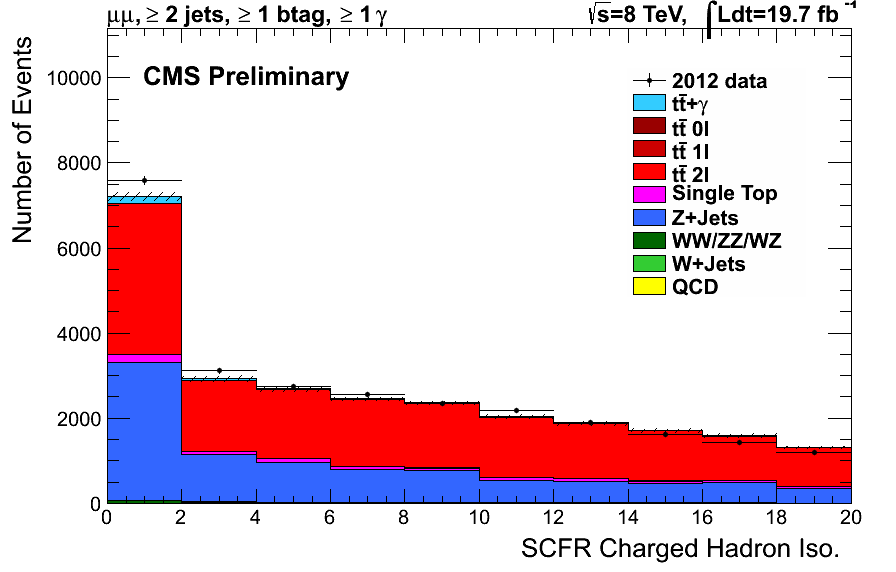 μμ, ≥ 2 jets, ≥ 1 btag, ≥ 1 γ
√s=8 TeV, ∫Ldt=19.7 fb⁻¹
CMS Preliminary
Number of Events
10000
8000
6000
4000
2000
0
2012 data
tt̄+γ
tt̄ 0l
tt̄ 1l
tt̄ 2l
Single Top
Z+Jets
WW/ZZ/WZ
W+Jets
QCD
0 2 4 6 8 10 12 14 16 18 20
SCFR Charged Hadron Iso.